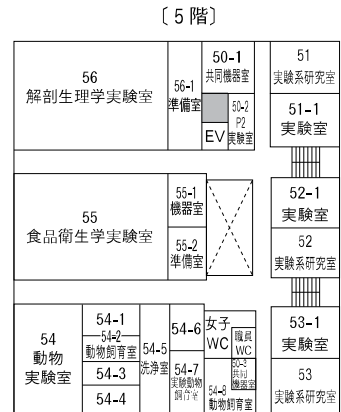 〔5階〕
56
解剖生理学実験室
56-1
準備室
50-1
共同機器室
50-2
P2
実験室
EV
51
実験系研究室
51-1
実験室
55
食品衛生学実験室
55-1
機器室
55-2
準備室
52-1
実験室
52
実験系研究室
54
動物
実験室
54-1
54-2
動物飼育室
54-3
54-4
54-5
洗浄室
54-6
54-7
実験動物
飼育室
女子
WC
職員
WC
50-3
共同
機器室
54-8
動物飼育室
53-1
実験室
53
実験系研究室